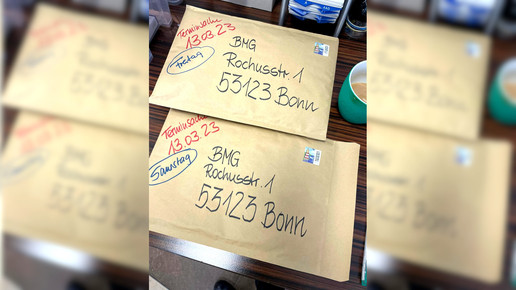 Terminsache
13.03.23
Freitag
BMG
Rochusstr. 1
53123 Bonn
Terminsache
13.03.23
Samstag
BMG
Rochusstr. 1
53123 Bonn